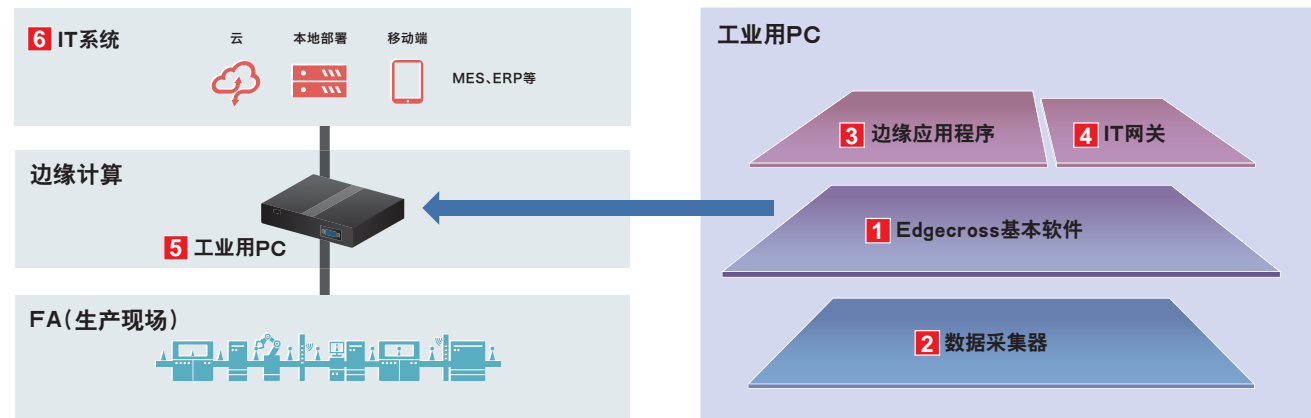 6 IT系统
云
本地部署
移动端
MES、ERP等
边缘计算
5 工业用PC
FA(生产现场)
工业用PC
3 边缘应用程序
4 IT网关
1 Edgecross基本软件
2 数据采集器